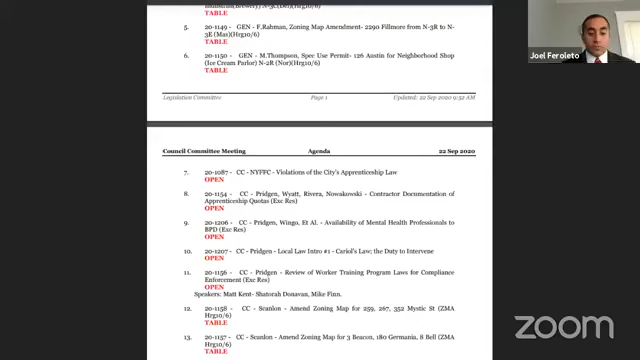 Industrial(Brewery) N-3E(Del)(Hrg10/6)
TABLE
5. 20-1149 - GEN - F.Rahman, Zoning Map Amendment- 2290 Fillmore from N-3R to N-
3E (Mas)(Hrg10/6)
TABLE
6. 20-1150 - GEN - M.Thompson, Spec Use Permit- 126 Austin for Neighborhood Shop
(Ice Cream Parlor) N-2R (Nor)(Hrg10/6)
TABLE
Legislation Committee Page 1 Updated: 22 Sep 2020 9:52 AM
Council Committee Meeting Agenda 22 Sep 2020
7. 20-1087 - CC - NYFFC - Violations of the City's Apprenticeship Law
OPEN
8. 20-1154 - CC - Pridgen, Wyatt, Rivera, Nowakowski - Contractor Documentation of
Apprenticeship Quotas (Exc Res)
OPEN
9. 20-1206 - CC - Pridgen, Wingo, Et Al. - Availability of Mental Health Professionals to
BPD (Exc Res)
OPEN
10. 20-1207 - CC - Pridgen - Local Law Intro #1 - Cariol's Law; the Duty to Intervene
OPEN
11. 20-1156 - CC - Pridgen - Review of Worker Training Program Laws for Compliance
Enforcement (Exc Res)
OPEN
Speakers: Matt Kent- Shatorah Donavan, Mike Finn.
12. 20-1158 - CC - Scanlon - Amend Zoning Map for 259, 267, 352 Mystic St (ZMA
Hrg10/6)
TABLE
13. 20-1157 - CC - Scanlon - Amend Zoning Map for 3 Beacon, 180 Germania, 8 Bell (ZMA
Hrg10/6)
TABLE
Joel Feroleto
zoom